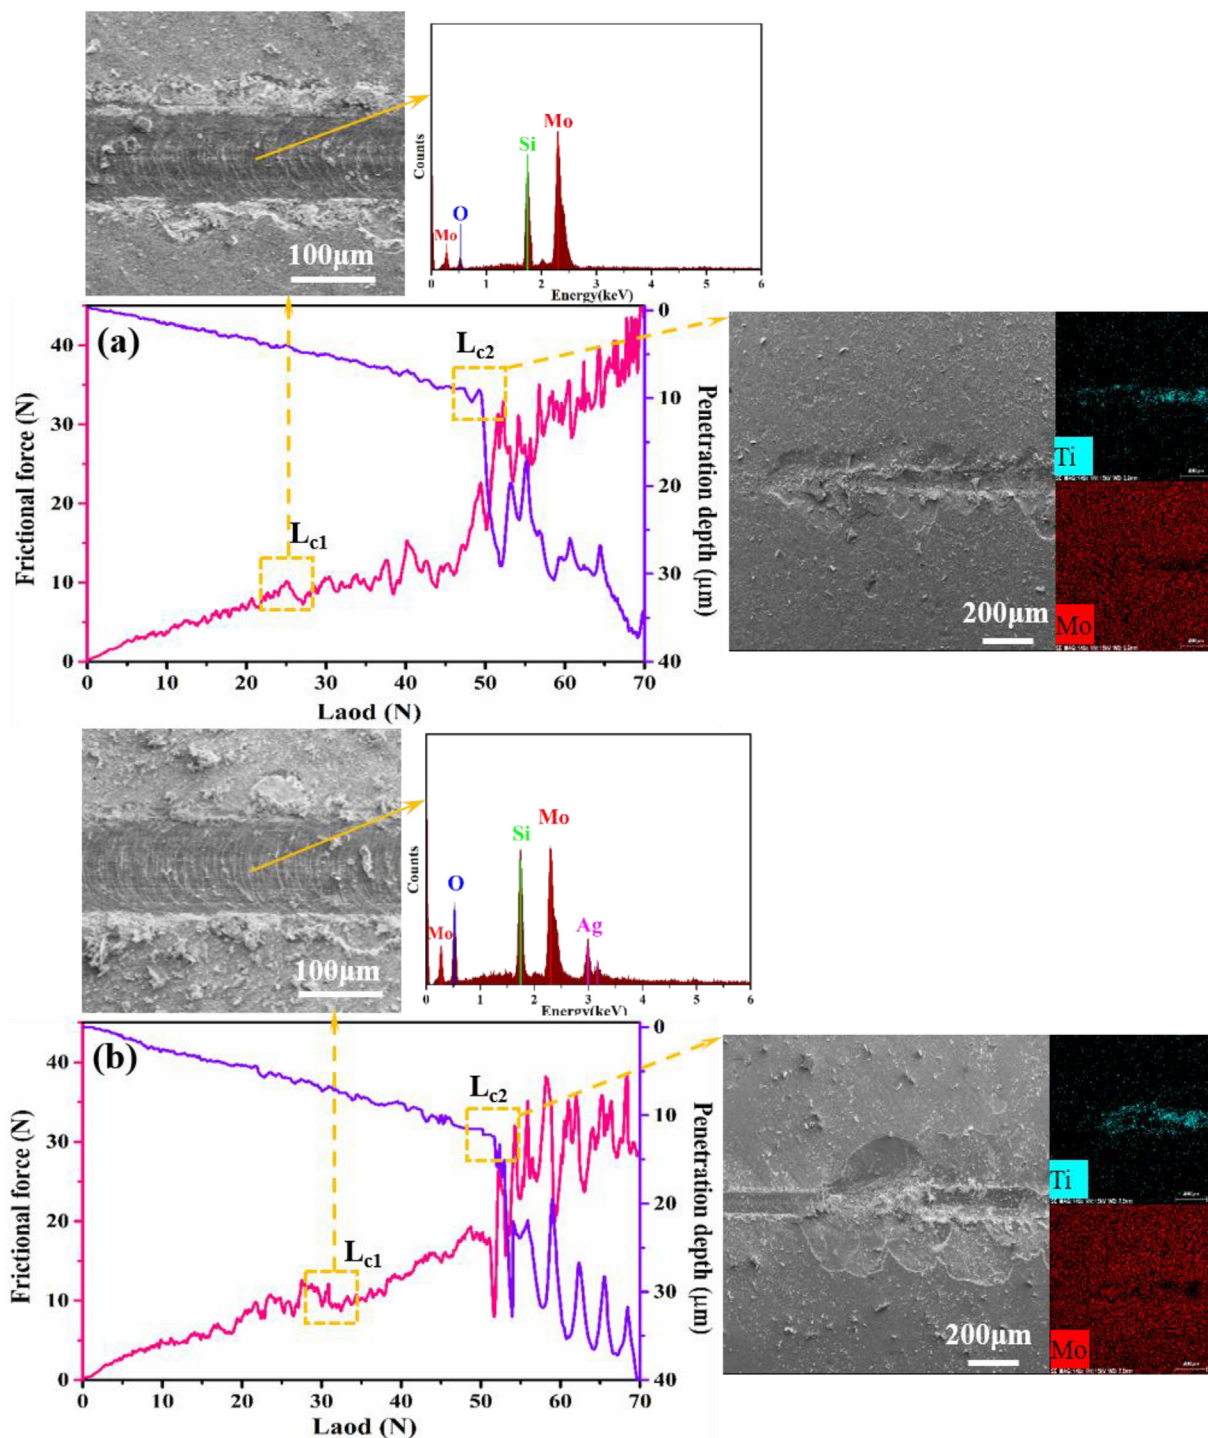 Mo
Si
O
Mo
Counts
0 1 2 3 4 5 6
Energy(keV)
100μm
(a)
Lc2
Lc1
40
30
20
10
0
Frictional force (N)
0
10
20
30
40
Penetration depth (μm)
0 10 20 30 40 50 60 70
Laod (N)
200μm
Ti
Mo
Mo
Si
O
Ag
Mo
Counts
0 1 2 3 4 5 6
Energy(keV)
100μm
(b)
Lc2
Lc1
40
30
20
10
0
Frictional force (N)
0
10
20
30
40
Penetration depth (μm)
0 10 20 30 40 50 60 70
Laod (N)
200μm
Ti
Mo